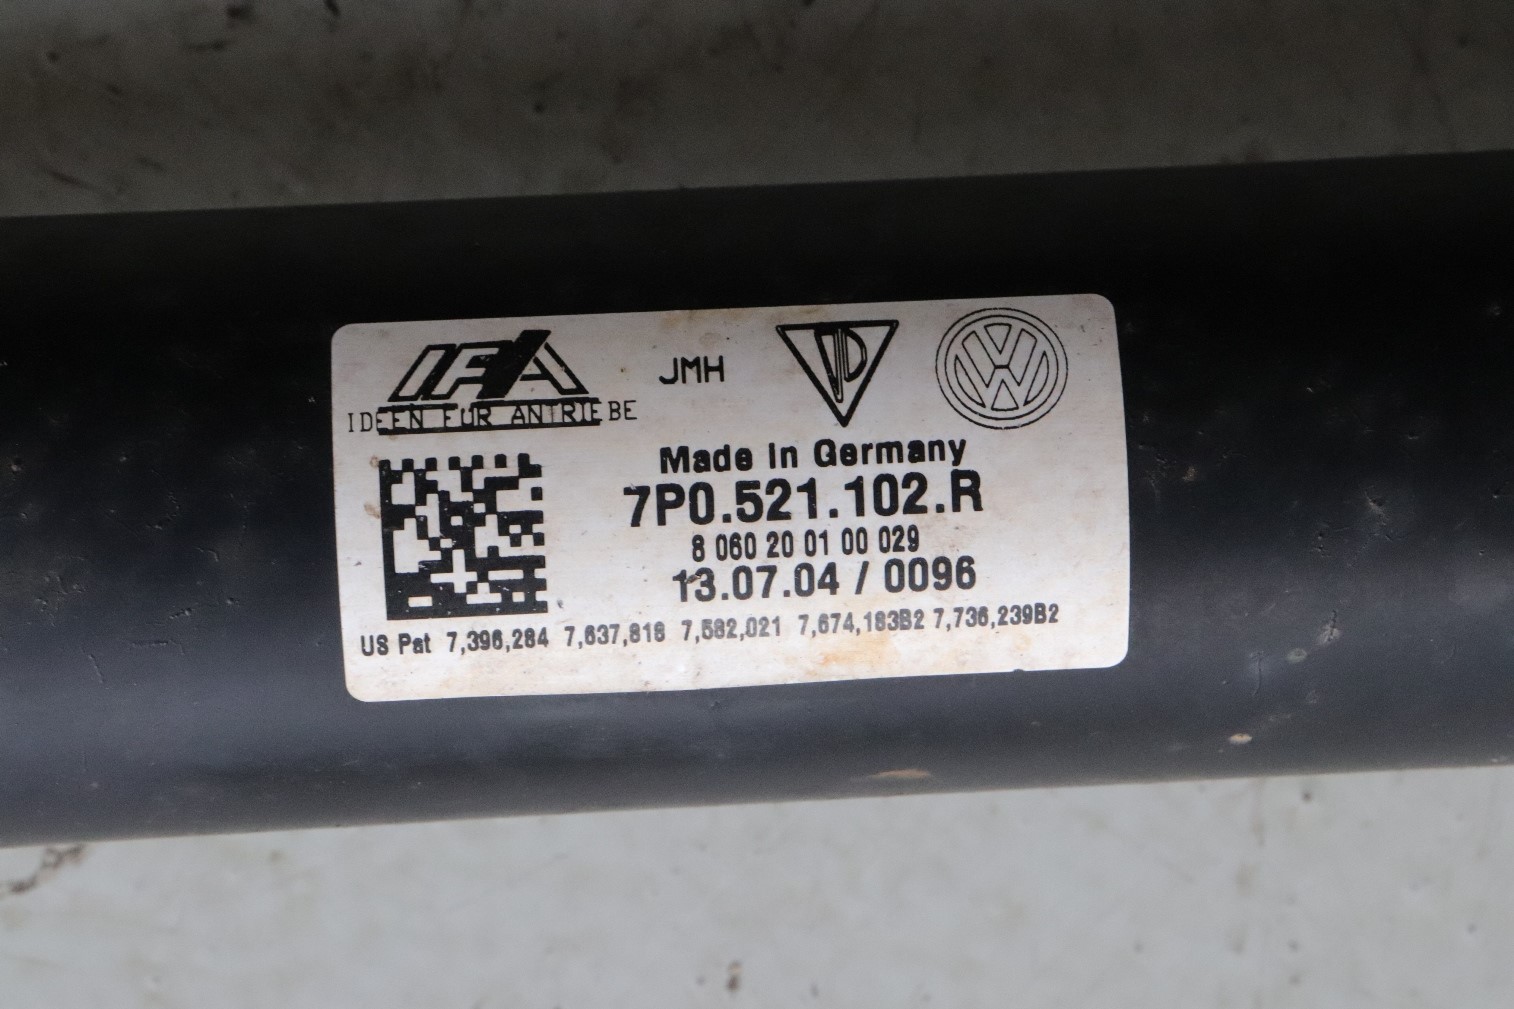 IFA JMH
IDEEN FUR ANTRIEBE
Made in Germany
7P0.521.102.R
8 060 20 01 00 029
13.07.04 / 0096
US Pat 7,396,284 7,637,816 7,582,021 7,674,183B2 7,736,239B2